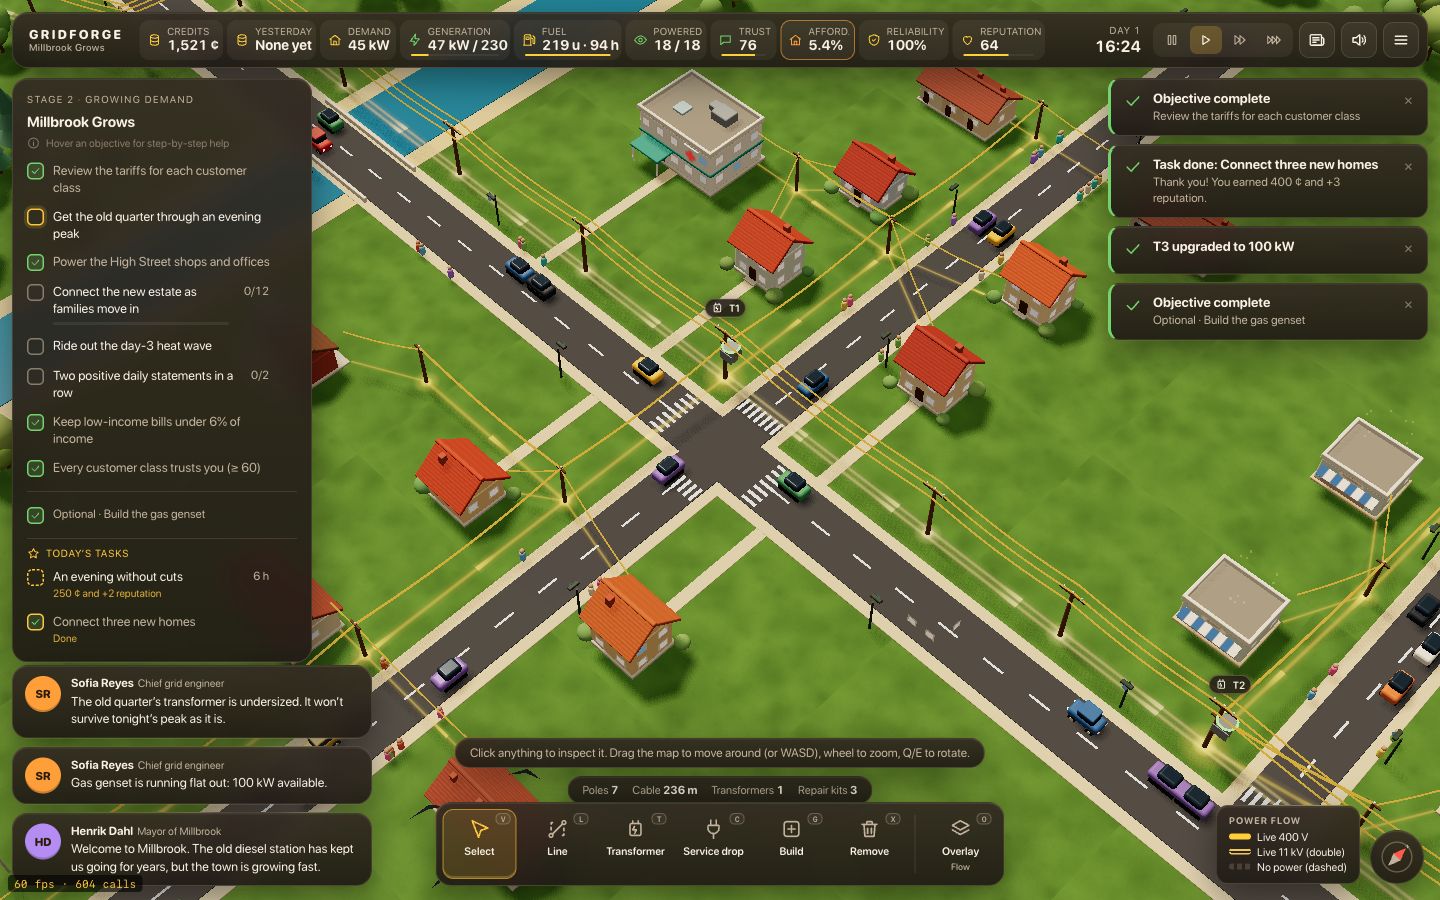 GRIDFORGE
Millbrook Grows
CREDITS
1,521 ¢
YESTERDAY
None yet
DEMAND
45 kW
GENERATION
47 kW / 230
FUEL
219 u · 94 h
POWERED
18 / 18
TRUST
76
AFFORD.
5.4%
RELIABILITY
100%
REPUTATION
64
DAY 1
16:24
STAGE 2 · GROWING DEMAND
Millbrook Grows
Hover an objective for step-by-step help
Review the tariffs for each customer
class
Get the old quarter through an evening
peak
Power the High Street shops and offices
Connect the new estate as 0/12
families move in
Ride out the day-3 heat wave
Two positive daily statements in a 0/2
row
Keep low-income bills under 6% of
income
Every customer class trusts you (≥ 60)
Optional · Build the gas genset
TODAY'S TASKS
An evening without cuts 6 h
250 ¢ and +2 reputation
Connect three new homes
Done
SR
Sofia Reyes Chief grid engineer
The old quarter's transformer is undersized. It won't
survive tonight's peak as it is.
SR
Sofia Reyes Chief grid engineer
Gas genset is running flat out: 100 kW available.
HD
Henrik Dahl Mayor of Millbrook
Welcome to Millbrook. The old diesel station has kept
us going for years, but the town is growing fast.
60 fps · 604 calls
Objective complete ×
Review the tariffs for each customer class
Task done: Connect three new homes ×
Thank you! You earned 400 ¢ and +3
reputation.
T3 upgraded to 100 kW ×
Objective complete ×
Optional · Build the gas genset
T1
T2
Click anything to inspect it. Drag the map to move around (or WASD), wheel to zoom, Q/E to rotate.
Poles 7 Cable 236 m Transformers 1 Repair kits 3
V
Select
L
Line
T
Transformer
C
Service drop
G
Build
X
Remove
O
Overlay
Flow
POWER FLOW
Live 400 V
Live 11 kV (double)
No power (dashed)